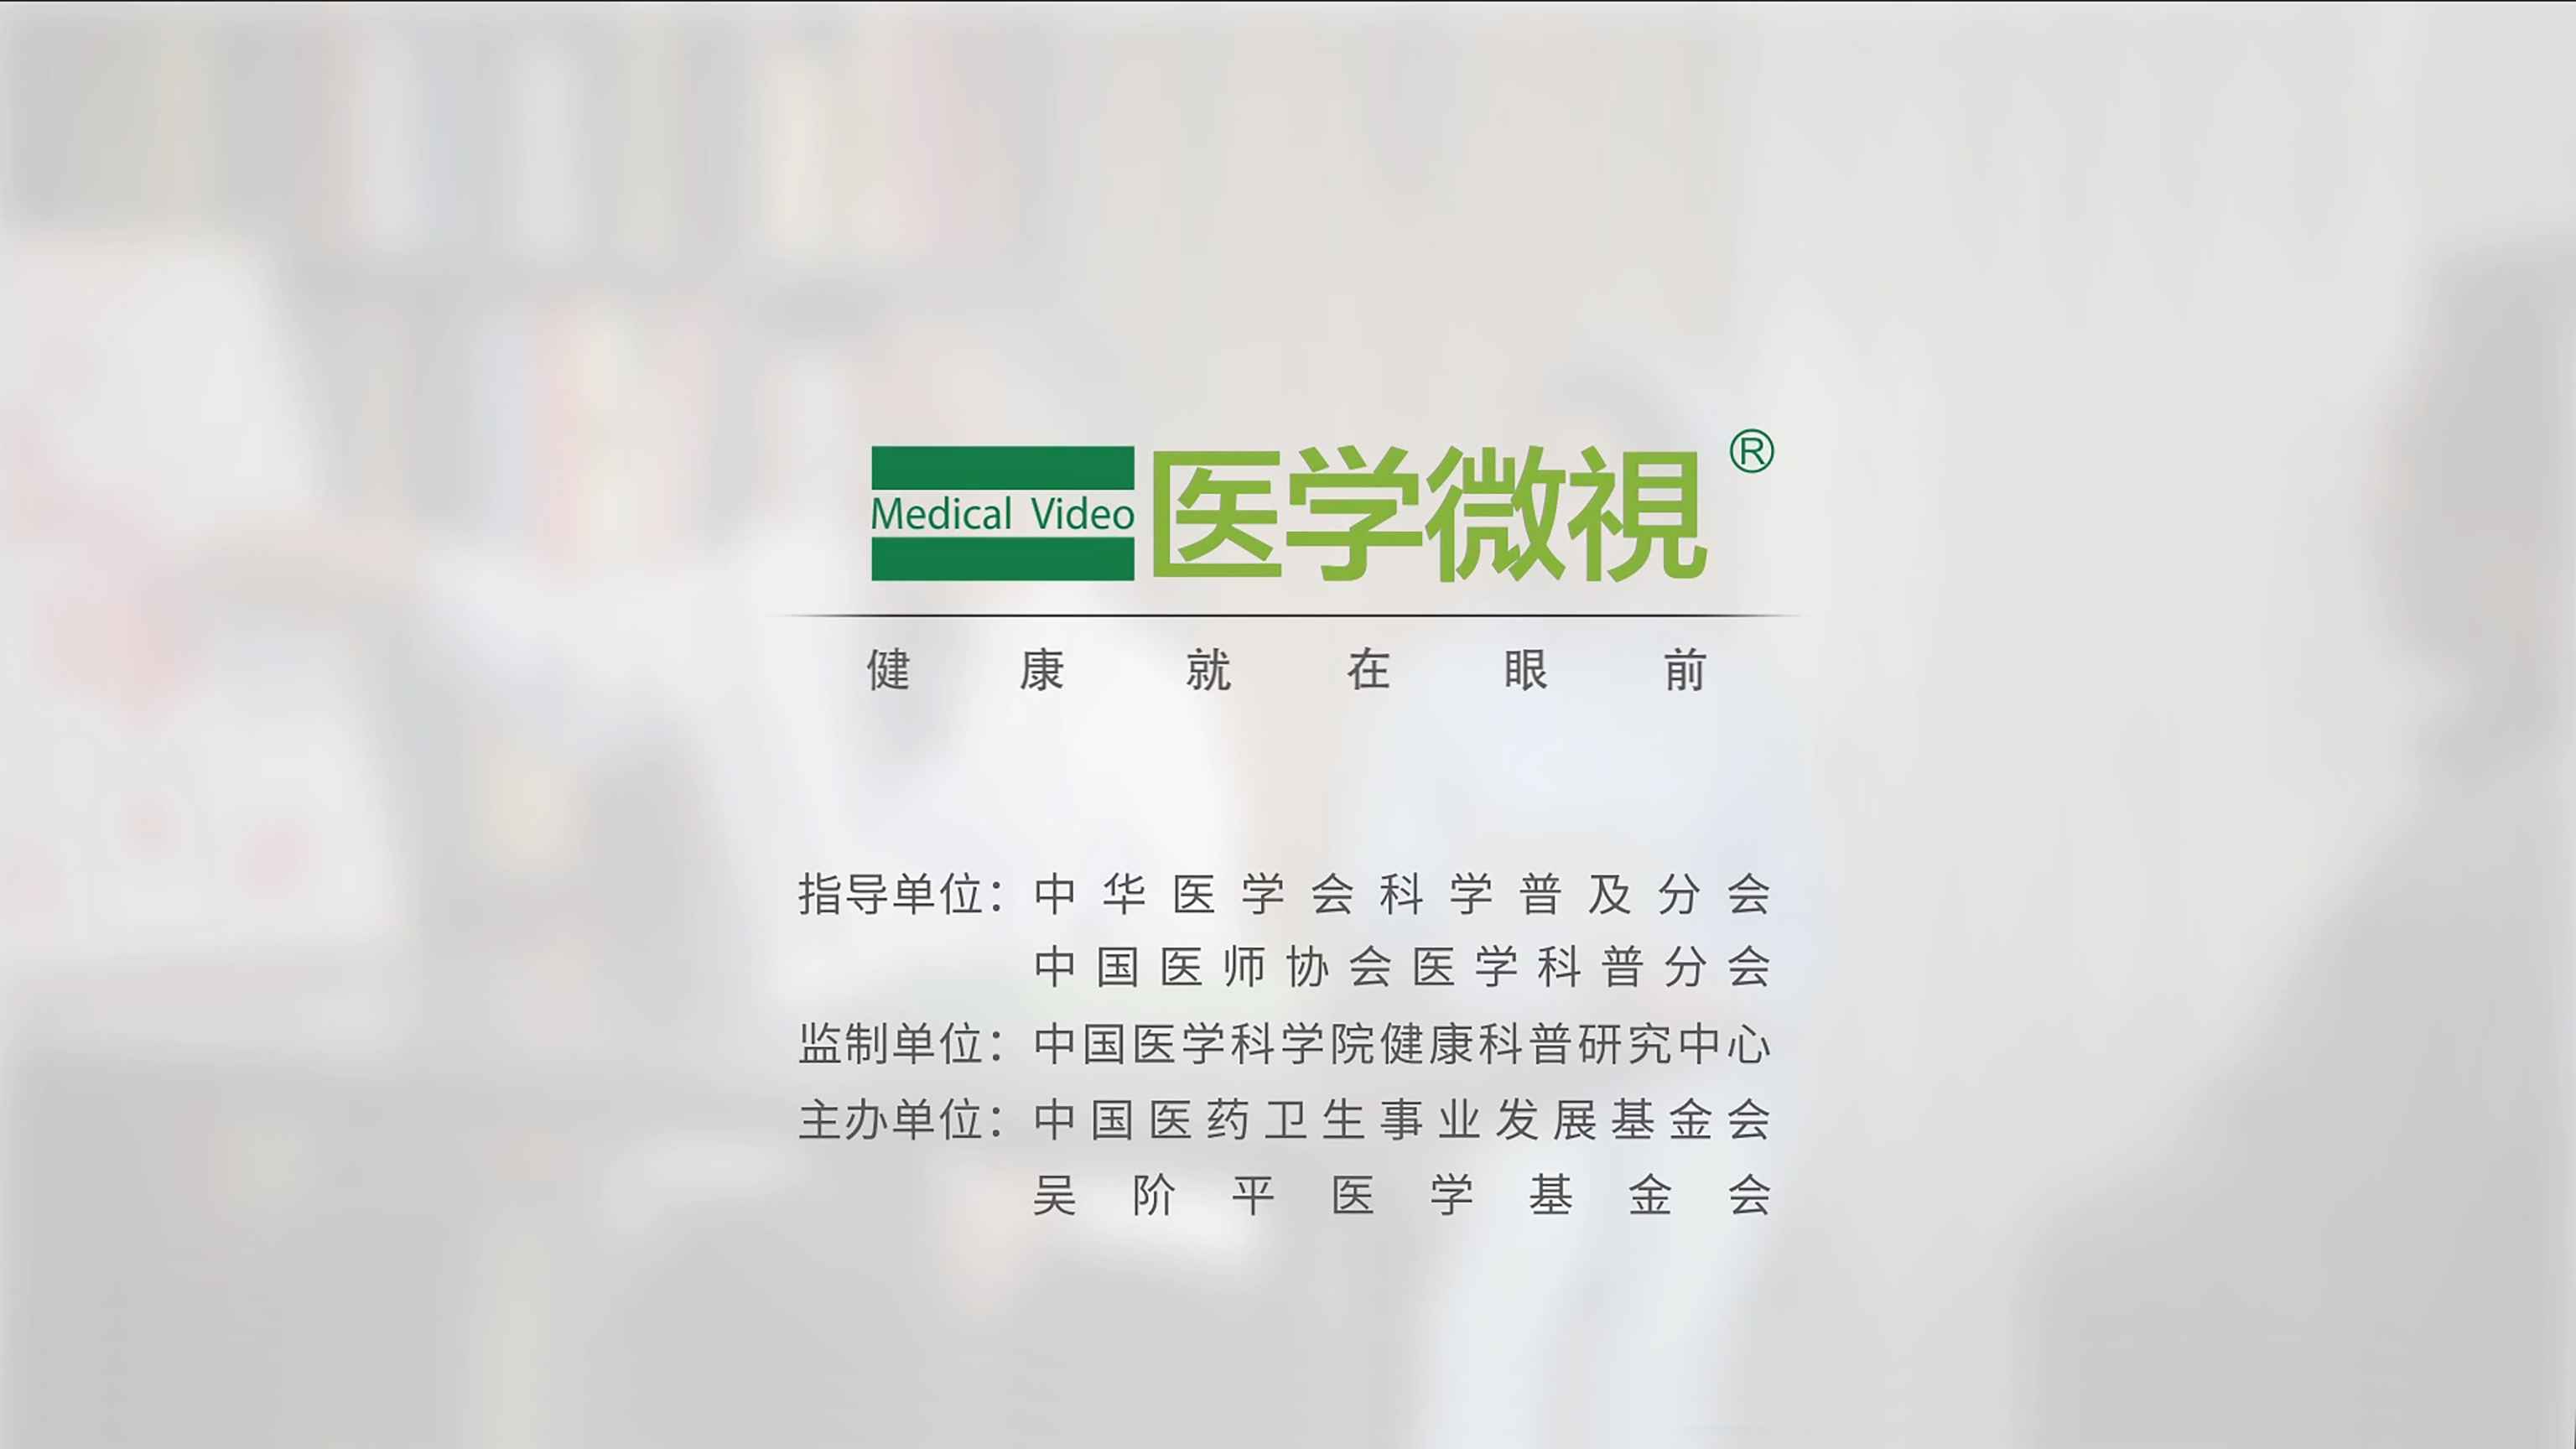 Medical Video 医学微視®
健康就在眼前
指导单位：中华医学会科学普及分会
中国医师协会医学科普分会
监制单位：中国医学科学院健康科普研究中心
主办单位：中国医药卫生事业发展基金会
吴阶平医学基金会